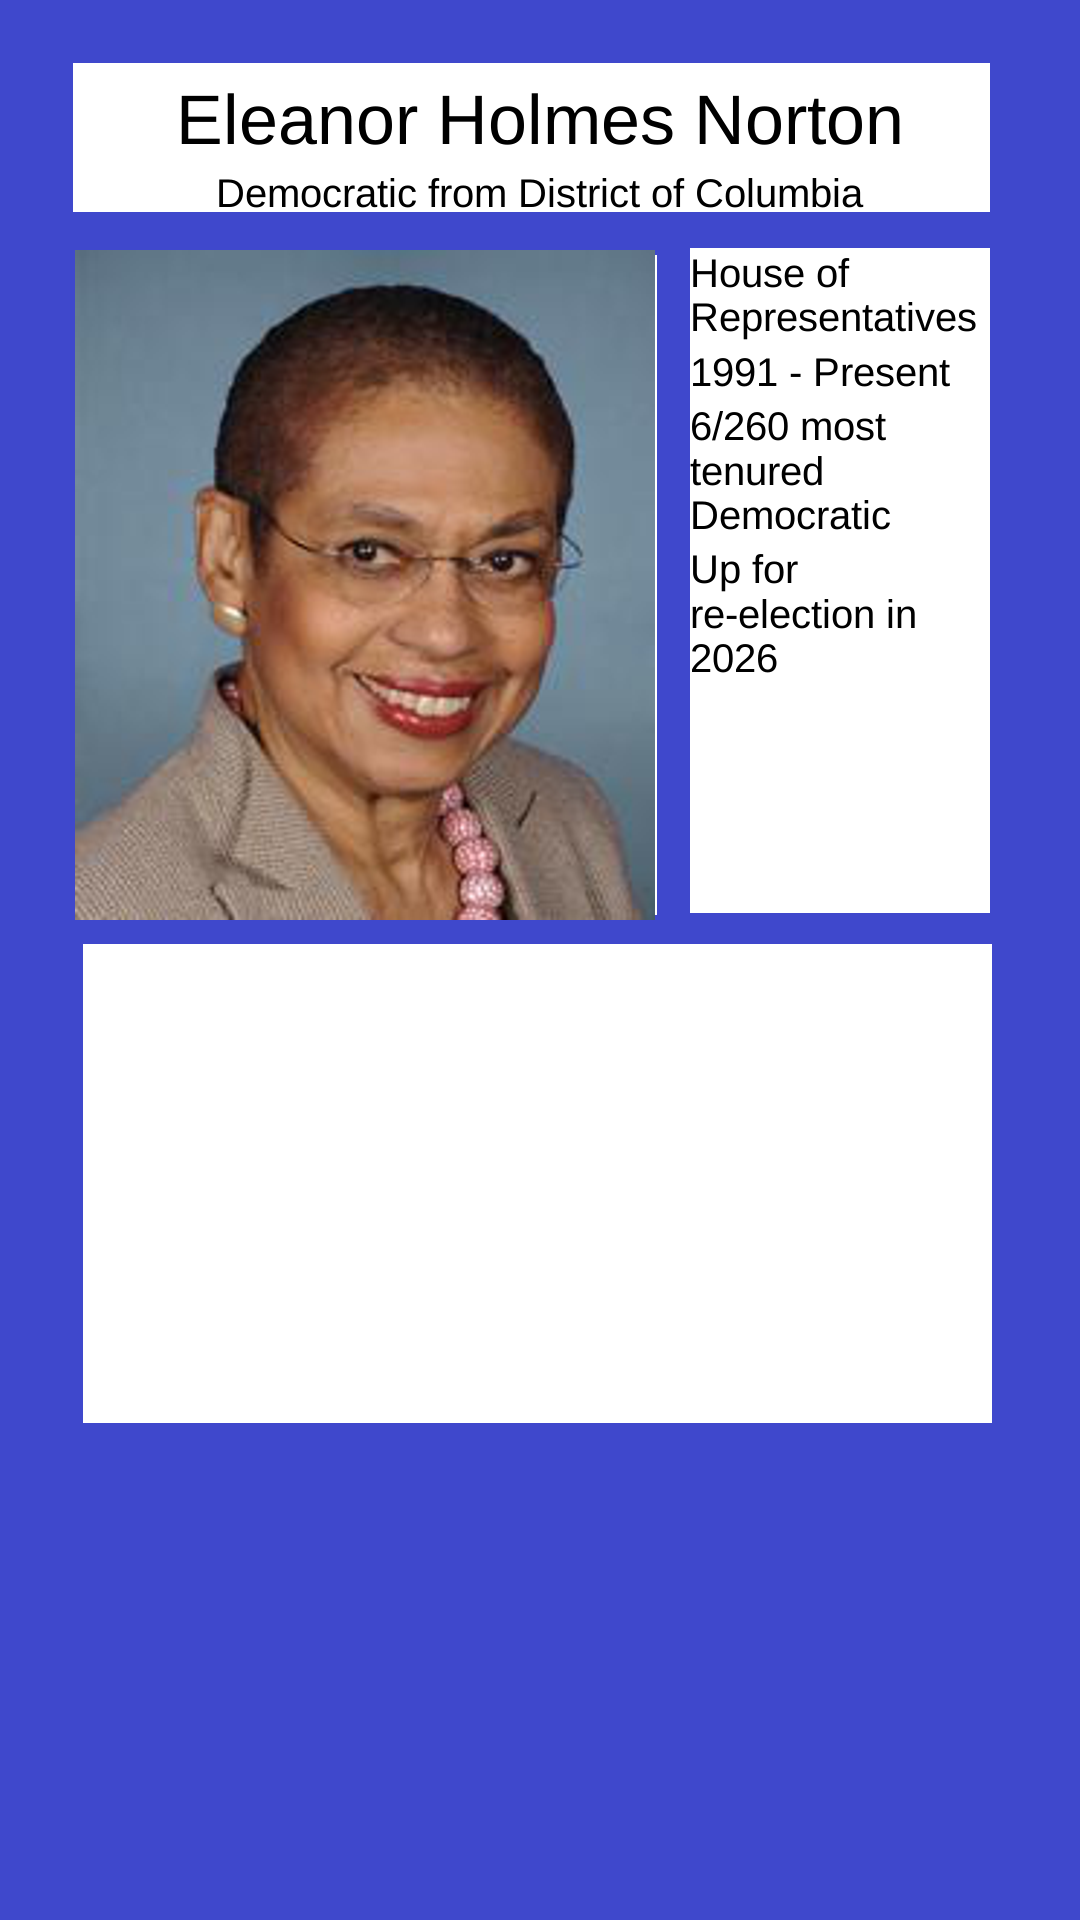 Eleanor Holmes Norton
Democratic from District of Columbia
House of
Representatives
1991 - Present
6/260 most
tenured
Democratic
Up for
re-election in
2026